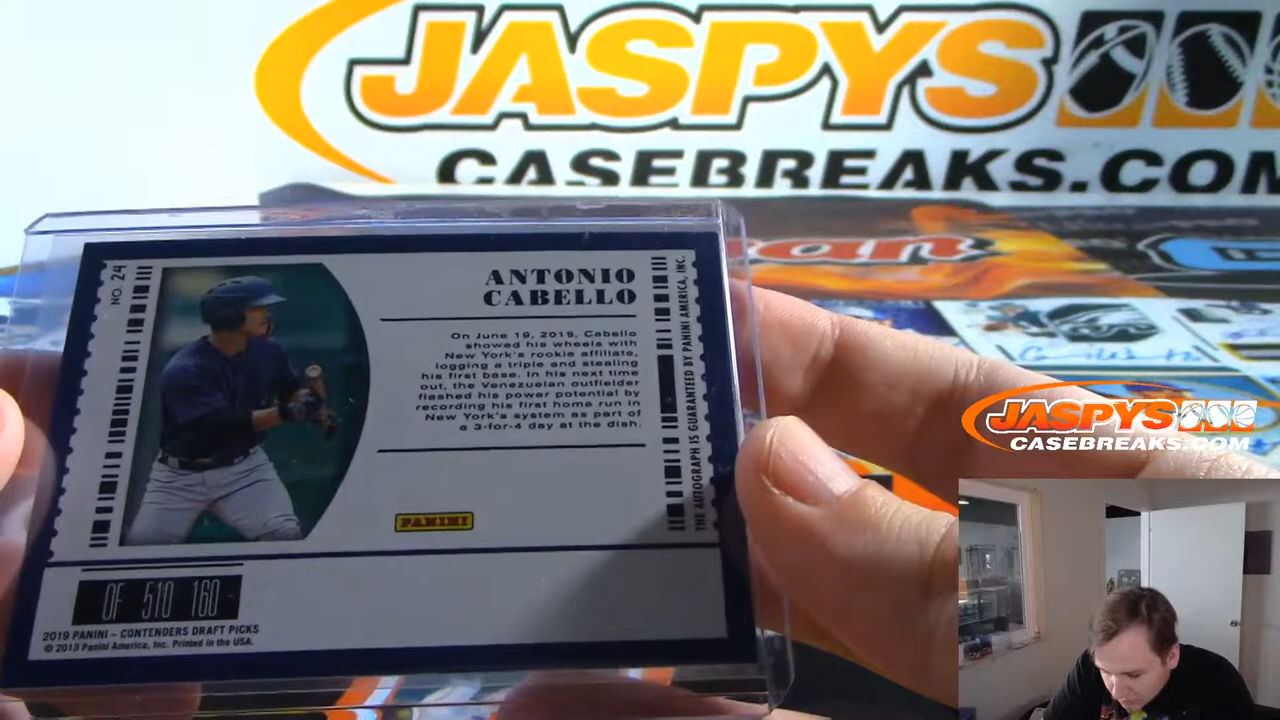 JASPYS
CASEBREAKS.COM
NO. 24
ANTONIO
CABELLO
On June 19, 2018, Cabello
showed his wheels with
New York's rookie affiliate,
logging a triple and stealing
his first base. In his next time
out, the Venezuelan outfielder
flashed his power potential by
recording his first home run in
New York's system as part of
a 3-for-4 day at the dish.
THE AUTOGRAPH IS GUARANTEED BY PANINI AMERICA, INC.
PANINI
OF 510 160
2019 PANINI – CONTENDERS DRAFT PICKS
© 2019 Panini America, Inc. Printed in the USA.
JASPYS
CASEBREAKS.COM